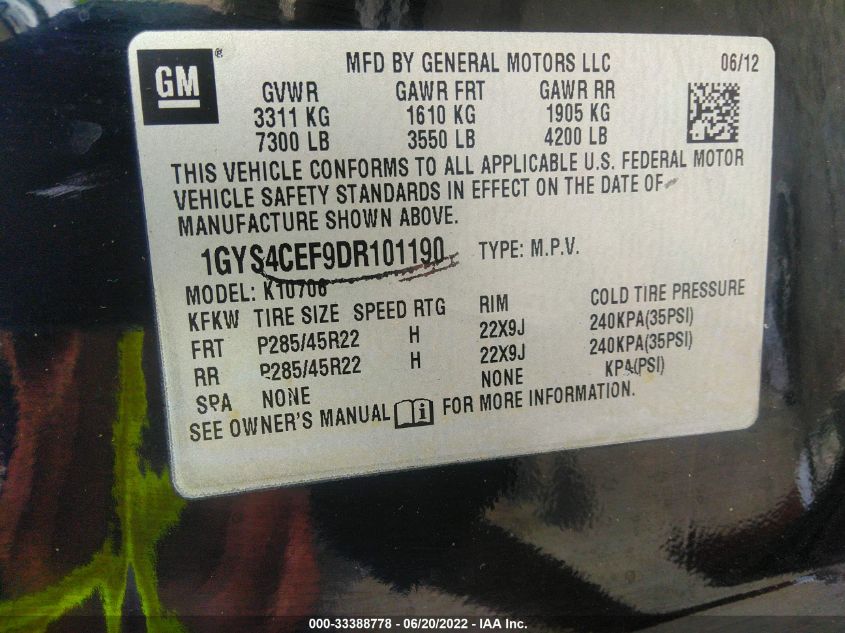 GM ® MFD BY GENERAL MOTORS LLC 06/12
GVWR GAWR FRT GAWR RR
3311 KG 1610 KG 1905 KG
7300 LB 3550 LB 4200 LB
THIS VEHICLE CONFORMS TO ALL APPLICABLE U.S. FEDERAL MOTOR
VEHICLE SAFETY STANDARDS IN EFFECT ON THE DATE OF
MANUFACTURE SHOWN ABOVE.
1GYS4CEF9DR101190 TYPE: M.P.V.
MODEL: K10706
KFKW TIRE SIZE SPEED RTG RIM COLD TIRE PRESSURE
FRT P285/45R22 H 22X9J 240KPA(35PSI)
RR P285/45R22 H 22X9J 240KPA(35PSI)
SPA NONE NONE KPA(PSI)
SEE OWNER'S MANUAL i FOR MORE INFORMATION.
000-33388778 - 06/20/2022 - IAA Inc.